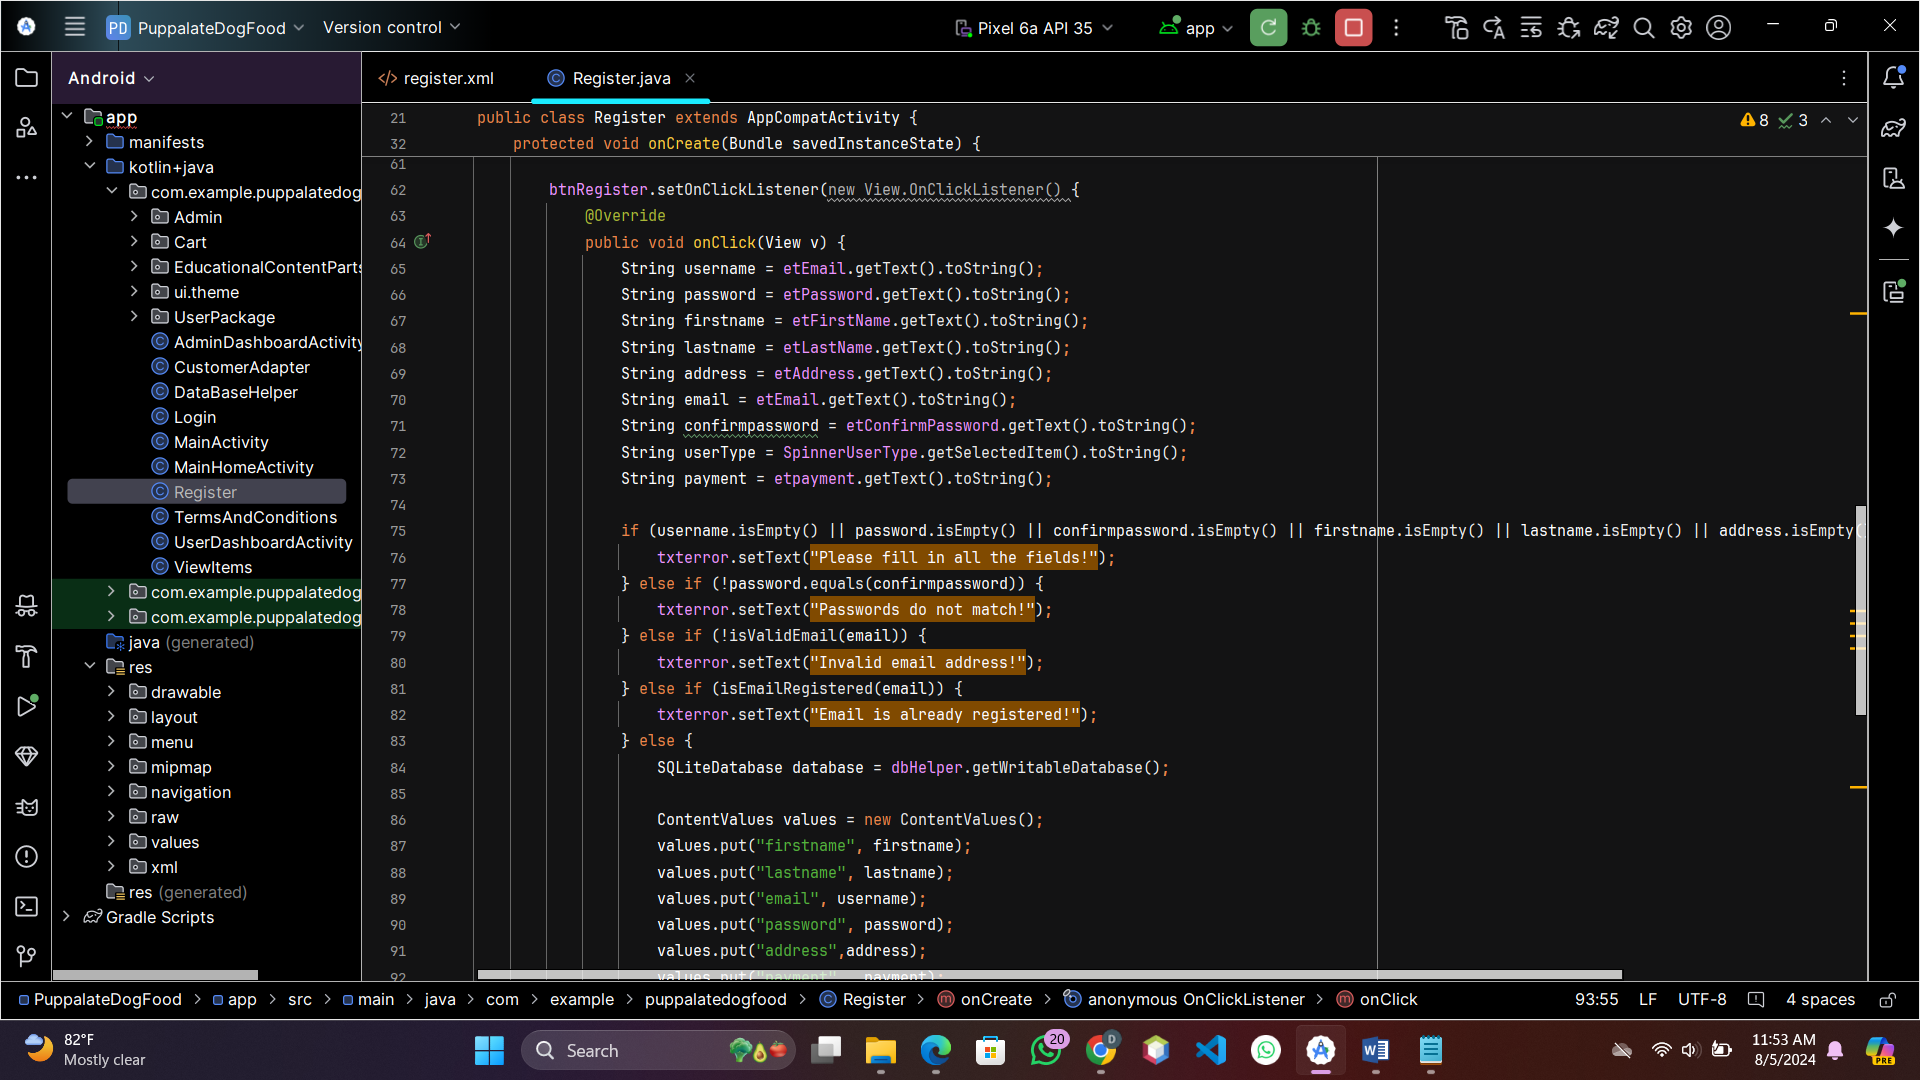 PD PuppalateDogFood Version control Pixel 6a API 35 app
Android
register.xml Register.java
app
manifests
kotlin+java
com.example.puppalatedog
Admin
Cart
EducationalContentParts
ui.theme
UserPackage
AdminDashboardActivity
CustomerAdapter
DataBaseHelper
Login
MainActivity
MainHomeActivity
Register
TermsAndConditions
UserDashboardActivity
ViewItems
com.example.puppalatedog
com.example.puppalatedog
java (generated)
res
drawable
layout
menu
mipmap
navigation
raw
values
xml
res (generated)
Gradle Scripts
8 3
21 public class Register extends AppCompatActivity {
32 protected void onCreate(Bundle savedInstanceState) {
61
62 btnRegister.setOnClickListener(new View.OnClickListener() {
63 @Override
64 public void onClick(View v) {
65 String username = etEmail.getText().toString();
66 String password = etPassword.getText().toString();
67 String firstname = etFirstName.getText().toString();
68 String lastname = etLastName.getText().toString();
69 String address = etAddress.getText().toString();
70 String email = etEmail.getText().toString();
71 String confirmpassword = etConfirmPassword.getText().toString();
72 String userType = SpinnerUserType.getSelectedItem().toString();
73 String payment = etpayment.getText().toString();
74
75 if (username.isEmpty() || password.isEmpty() || confirmpassword.isEmpty() || firstname.isEmpty() || lastname.isEmpty() || address.isEmpty(
76 txterror.setText("Please fill in all the fields!");
77 } else if (!password.equals(confirmpassword)) {
78 txterror.setText("Passwords do not match!");
79 } else if (!isValidEmail(email)) {
80 txterror.setText("Invalid email address!");
81 } else if (isEmailRegistered(email)) {
82 txterror.setText("Email is already registered!");
83 } else {
84 SQLiteDatabase database = dbHelper.getWritableDatabase();
85
86 ContentValues values = new ContentValues();
87 values.put("firstname", firstname);
88 values.put("lastname", lastname);
89 values.put("email", username);
90 values.put("password", password);
91 values.put("address",address);
92 values.put("payment", payment);
PuppalateDogFood > app > src > main > java > com > example > puppalatedogfood > Register > onCreate > anonymous OnClickListener > onClick 93:55 LF UTF-8 4 spaces
82°F
Mostly clear
Search
20
D
11:53 AM
8/5/2024
PRE